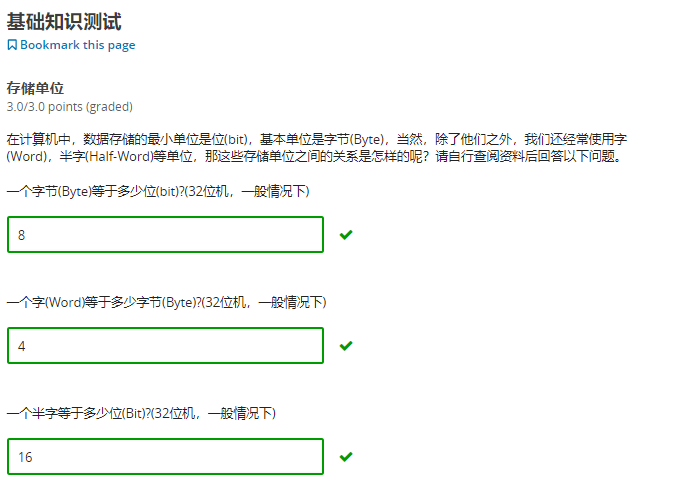 基础知识测试
Bookmark this page
存储单位
3.0/3.0 points (graded)
在计算机中，数据存储的最小单位是位(bit)，基本单位是字节(Byte)，当然，除了他们之外，我们还经常使用字
(Word)，半字(Half-Word)等单位，那这些存储单位之间的关系是怎样的呢？请自行查阅资料后回答以下问题。
一个字节(Byte)等于多少位(bit)?(32位机，一般情况下)
8
一个字(Word)等于多少字节(Byte)?(32位机，一般情况下)
4
一个半字等于多少位(Bit)?(32位机，一般情况下)
16